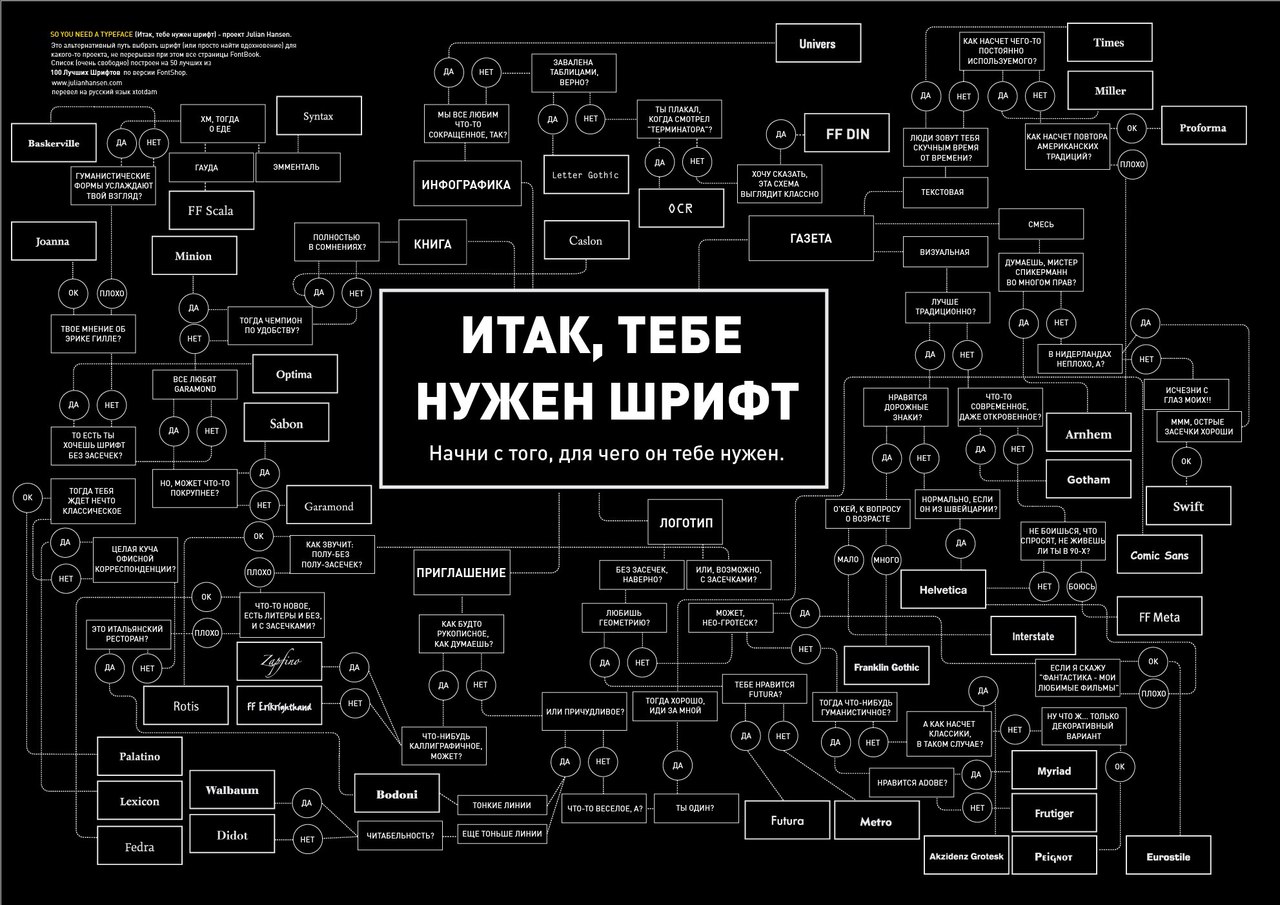 SO YOU NEED A TYPEFACE (Итак, тебе нужен шрифт) - проект Julian Hansen.
Это альтернативный путь выбрать шрифт (или просто найти вдохновение) для
какого-то проекта, не перерывая при этом все страницы FontBook.
Список (очень свободно) построен на 50 лучших из
100 Лучших Шрифтов по версии FontShop.
www.julianhansen.com
перевел на русский язык xtotdam
Univers
ДА
НЕТ
ЗАВАЛЕНА
ТАБЛИЦАМИ,
ВЕРНО?
КАК НАСЧЕТ ЧЕГО-ТО
ПОСТОЯННО
ИСПОЛЬЗУЕМОГО?
Times
Miller
ДА
НЕТ
ДА
НЕТ
Baskerville
ДА
НЕТ
ХМ, ТОГДА
О ЕДЕ
Syntax
МЫ ВСЕ ЛЮБИМ
ЧТО-ТО
СОКРАЩЕННОЕ, ТАК?
ДА
НЕТ
ТЫ ПЛАКАЛ,
КОГДА СМОТРЕЛ
"ТЕРМИНАТОРА"?
ДА
FF DIN
ЛЮДИ ЗОВУТ ТЕБЯ
СКУЧНЫМ ВРЕМЯ
ОТ ВРЕМЕНИ?
КАК НАСЧЕТ ПОВТОРА
АМЕРИКАНСКИХ
ТРАДИЦИЙ?
ОК
ПЛОХО
Proforma
ГУМАНИСТИЧЕСКИЕ
ФОРМЫ УСЛАЖДАЮТ
ТВОЙ ВЗГЛЯД?
ГАУДА
ЭММЕНТАЛЬ
ИНФОГРАФИКА
Letter Gothic
ДА
НЕТ
ХОЧУ СКАЗАТЬ,
ЭТА СХЕМА
ВЫГЛЯДИТ КЛАССНО
ТЕКСТОВАЯ
FF Scala
OCR
Joanna
Minion
ПОЛНОСТЬЮ
В СОМНЕНИЯХ?
КНИГА
Caslon
ГАЗЕТА
ВИЗУАЛЬНАЯ
СМЕСЬ
ДУМАЕШЬ, МИСТЕР
СПИКЕРМАНН
ВО МНОГОМ ПРАВ?
ОК
ПЛОХО
ДА
НЕТ
ДА
НЕТ
ТОГДА ЧЕМПИОН
ПО УДОБСТВУ?
ТВОЕ МНЕНИЕ ОБ
ЭРИКЕ ГИЛЛЕ?
ИТАК, ТЕБЕ
НУЖЕН ШРИФТ
Начни с того, для чего он тебе нужен.
ЛУЧШЕ
ТРАДИЦИОННО?
ДА
НЕТ
ДА
НЕТ
В НИДЕРЛАНДАХ
НЕПЛОХО, А?
ДА
НЕТ
ИСЧЕЗНИ С
ГЛАЗ МОИХ!!
МММ, ОСТРЫЕ
ЗАСЕЧКИ ХОРОШИ
ОК
Swift
ВСЕ ЛЮБЯТ
GARAMOND
Optima
ДА
НЕТ
ДА
НЕТ
Sabon
ТО ЕСТЬ ТЫ
ХОЧЕШЬ ШРИФТ
БЕЗ ЗАСЕЧЕК?
НРАВЯТСЯ
ДОРОЖНЫЕ
ЗНАКИ?
ЧТО-ТО
СОВРЕМЕННОЕ,
ДАЖЕ ОТКРОВЕННОЕ?
Arnhem
Gotham
ДА
НЕТ
ДА
НЕТ
НО, МОЖЕТ ЧТО-ТО
ПОКРУПНЕЕ?
ДА
НЕТ
Garamond
ОК
ТОГДА ТЕБЯ
ЖДЕТ НЕЧТО
КЛАССИЧЕСКОЕ
ЛОГОТИП
О'КЕЙ, К ВОПРОСУ
О ВОЗРАСТЕ
НОРМАЛЬНО, ЕСЛИ
ОН ИЗ ШВЕЙЦАРИИ?
НЕ БОИШЬСЯ, ЧТО
СПРОСЯТ, НЕ ЖИВЕШЬ
ЛИ ТЫ В 90-Х?
Comic Sans
ДА
НЕТ
ЦЕЛАЯ КУЧА
ОФИСНОЙ
КОРРЕСПОНДЕНЦИИ?
ОК
ПЛОХО
КАК ЗВУЧИТ:
ПОЛУ-БЕЗ
ПОЛУ-ЗАСЕЧЕК?
ПРИГЛАШЕНИЕ
БЕЗ ЗАСЕЧЕК,
НАВЕРНО?
ИЛИ, ВОЗМОЖНО,
С ЗАСЕЧКАМИ?
МАЛО
МНОГО
ДА
Helvetica
НЕТ
БОЮСЬ
FF Meta
ОК
ПЛОХО
ЧТО-ТО НОВОЕ,
ЕСТЬ ЛИТЕРЫ И БЕЗ,
И С ЗАСЕЧКАМИ?
ЭТО ИТАЛЬЯНСКИЙ
РЕСТОРАН?
ДА
НЕТ
КАК БУДТО
РУКОПИСНОЕ,
КАК ДУМАЕШЬ?
ЛЮБИШЬ
ГЕОМЕТРИЮ?
МОЖЕТ,
НЕО-ГРОТЕСК?
ДА
НЕТ
Interstate
Franklin Gothic
Zapfino
ДА
НЕТ
FF Erikrighthand
Rotis
ДА
НЕТ
ДА
НЕТ
ТЕБЕ НРАВИТСЯ
FUTURA?
ТОГДА ЧТО-НИБУДЬ
ГУМАНИСТИЧНОЕ?
ДА
ЕСЛИ Я СКАЖУ
"ФАНТАСТИКА - МОИ
ЛЮБИМЫЕ ФИЛЬМЫ"
ОК
ПЛОХО
ИЛИ ПРИЧУДЛИВОЕ?
ТОГДА ХОРОШО,
ИДИ ЗА МНОЙ
ДА
НЕТ
ДА
НЕТ
А КАК НАСЧЕТ
КЛАССИКИ,
В ТАКОМ СЛУЧАЕ?
НЕТ
НУ ЧТО Ж... ТОЛЬКО
ДЕКОРАТИВНЫЙ
ВАРИАНТ
ОК
ЧТО-НИБУДЬ
КАЛЛИГРАФИЧНОЕ,
МОЖЕТ?
Palatino
Lexicon
Fedra
Walbaum
Didot
ДА
НЕТ
Bodoni
ЧИТАБЕЛЬНОСТЬ?
ТОНКИЕ ЛИНИИ
ЕЩЕ ТОНЬШЕ ЛИНИИ
ДА
НЕТ
ЧТО-ТО ВЕСЕЛОЕ, А?
ДА
ТЫ ОДИН?
Futura
Metro
НРАВИТСЯ ADOBE?
ДА
НЕТ
Myriad
Frutiger
Akzidenz Grotesk
Peignot
Eurostile